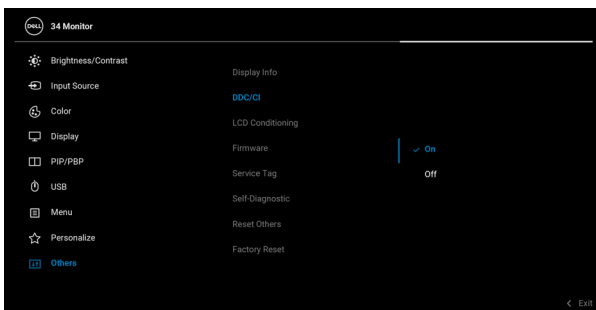 DELL 34 Monitor
Brightness/Contrast
Input Source
Color
Display
PIP/PBP
USB
Menu
Personalize
Others
Display Info
DDC/CI
LCD Conditioning
Firmware
Service Tag
Self-Diagnostic
Reset Others
Factory Reset
On
Off
Exit